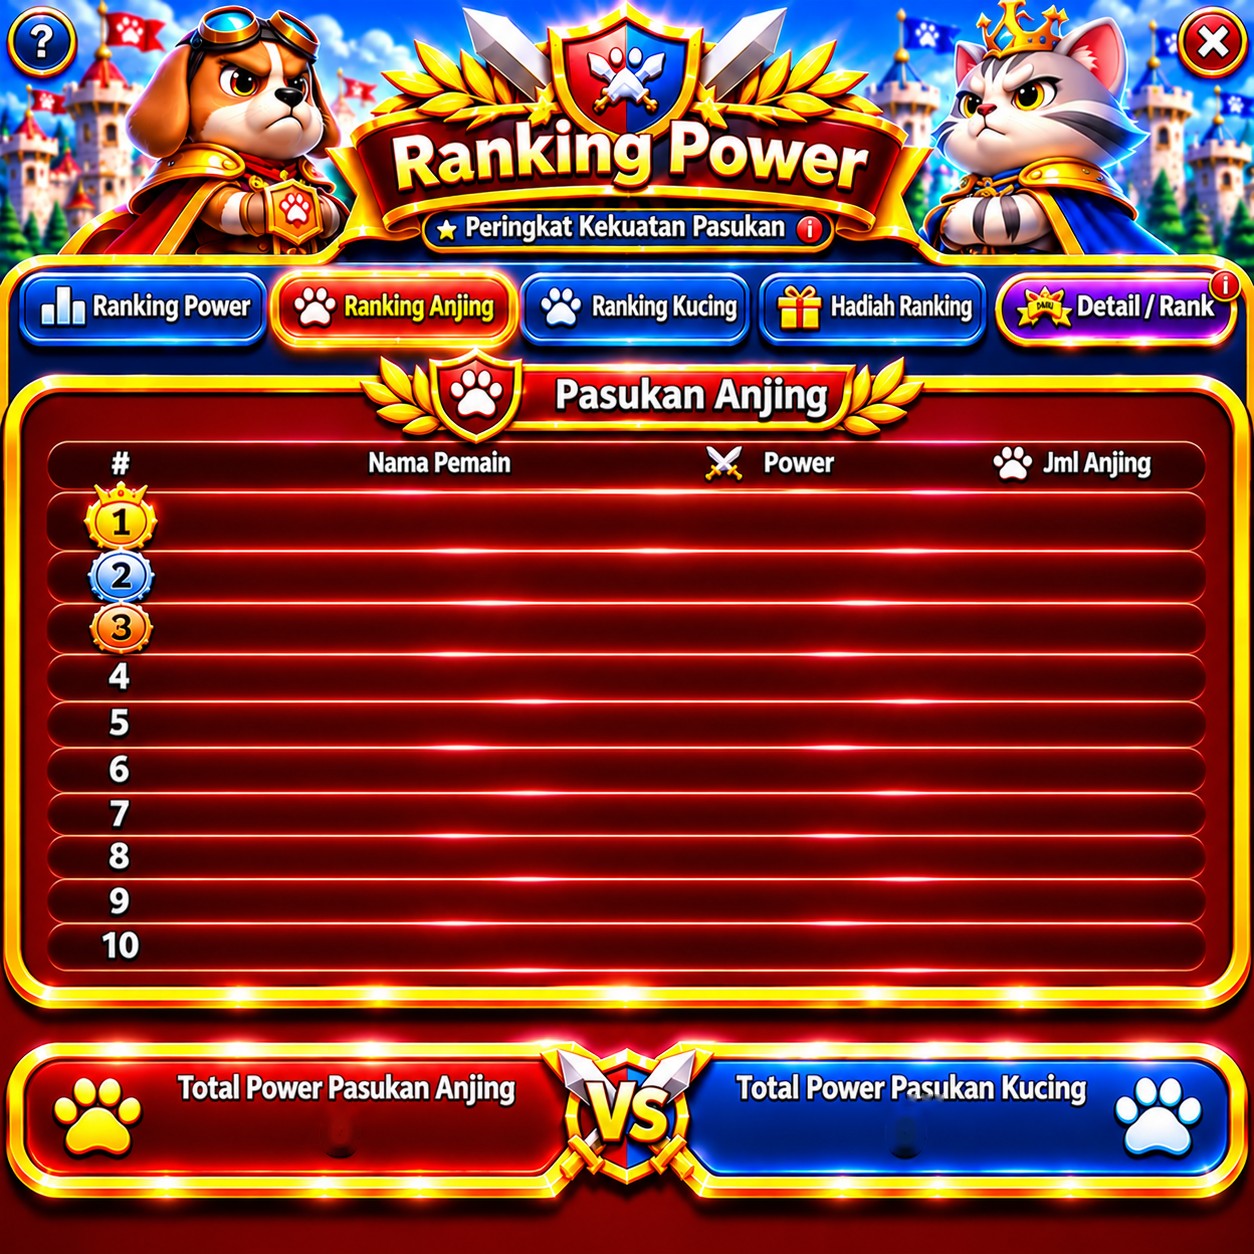 ?
Ranking Power
Peringkat Kekuatan Pasukan i
Ranking Power
Ranking Anjing
Ranking Kucing
Hadiah Ranking
BARU
Detail / Rank
i
Pasukan Anjing
# Nama Pemain Power Jml Anjing
1
2
3
4
5
6
7
8
9
10
Total Power Pasukan Anjing
VS
Total Power Pasukan Kucing